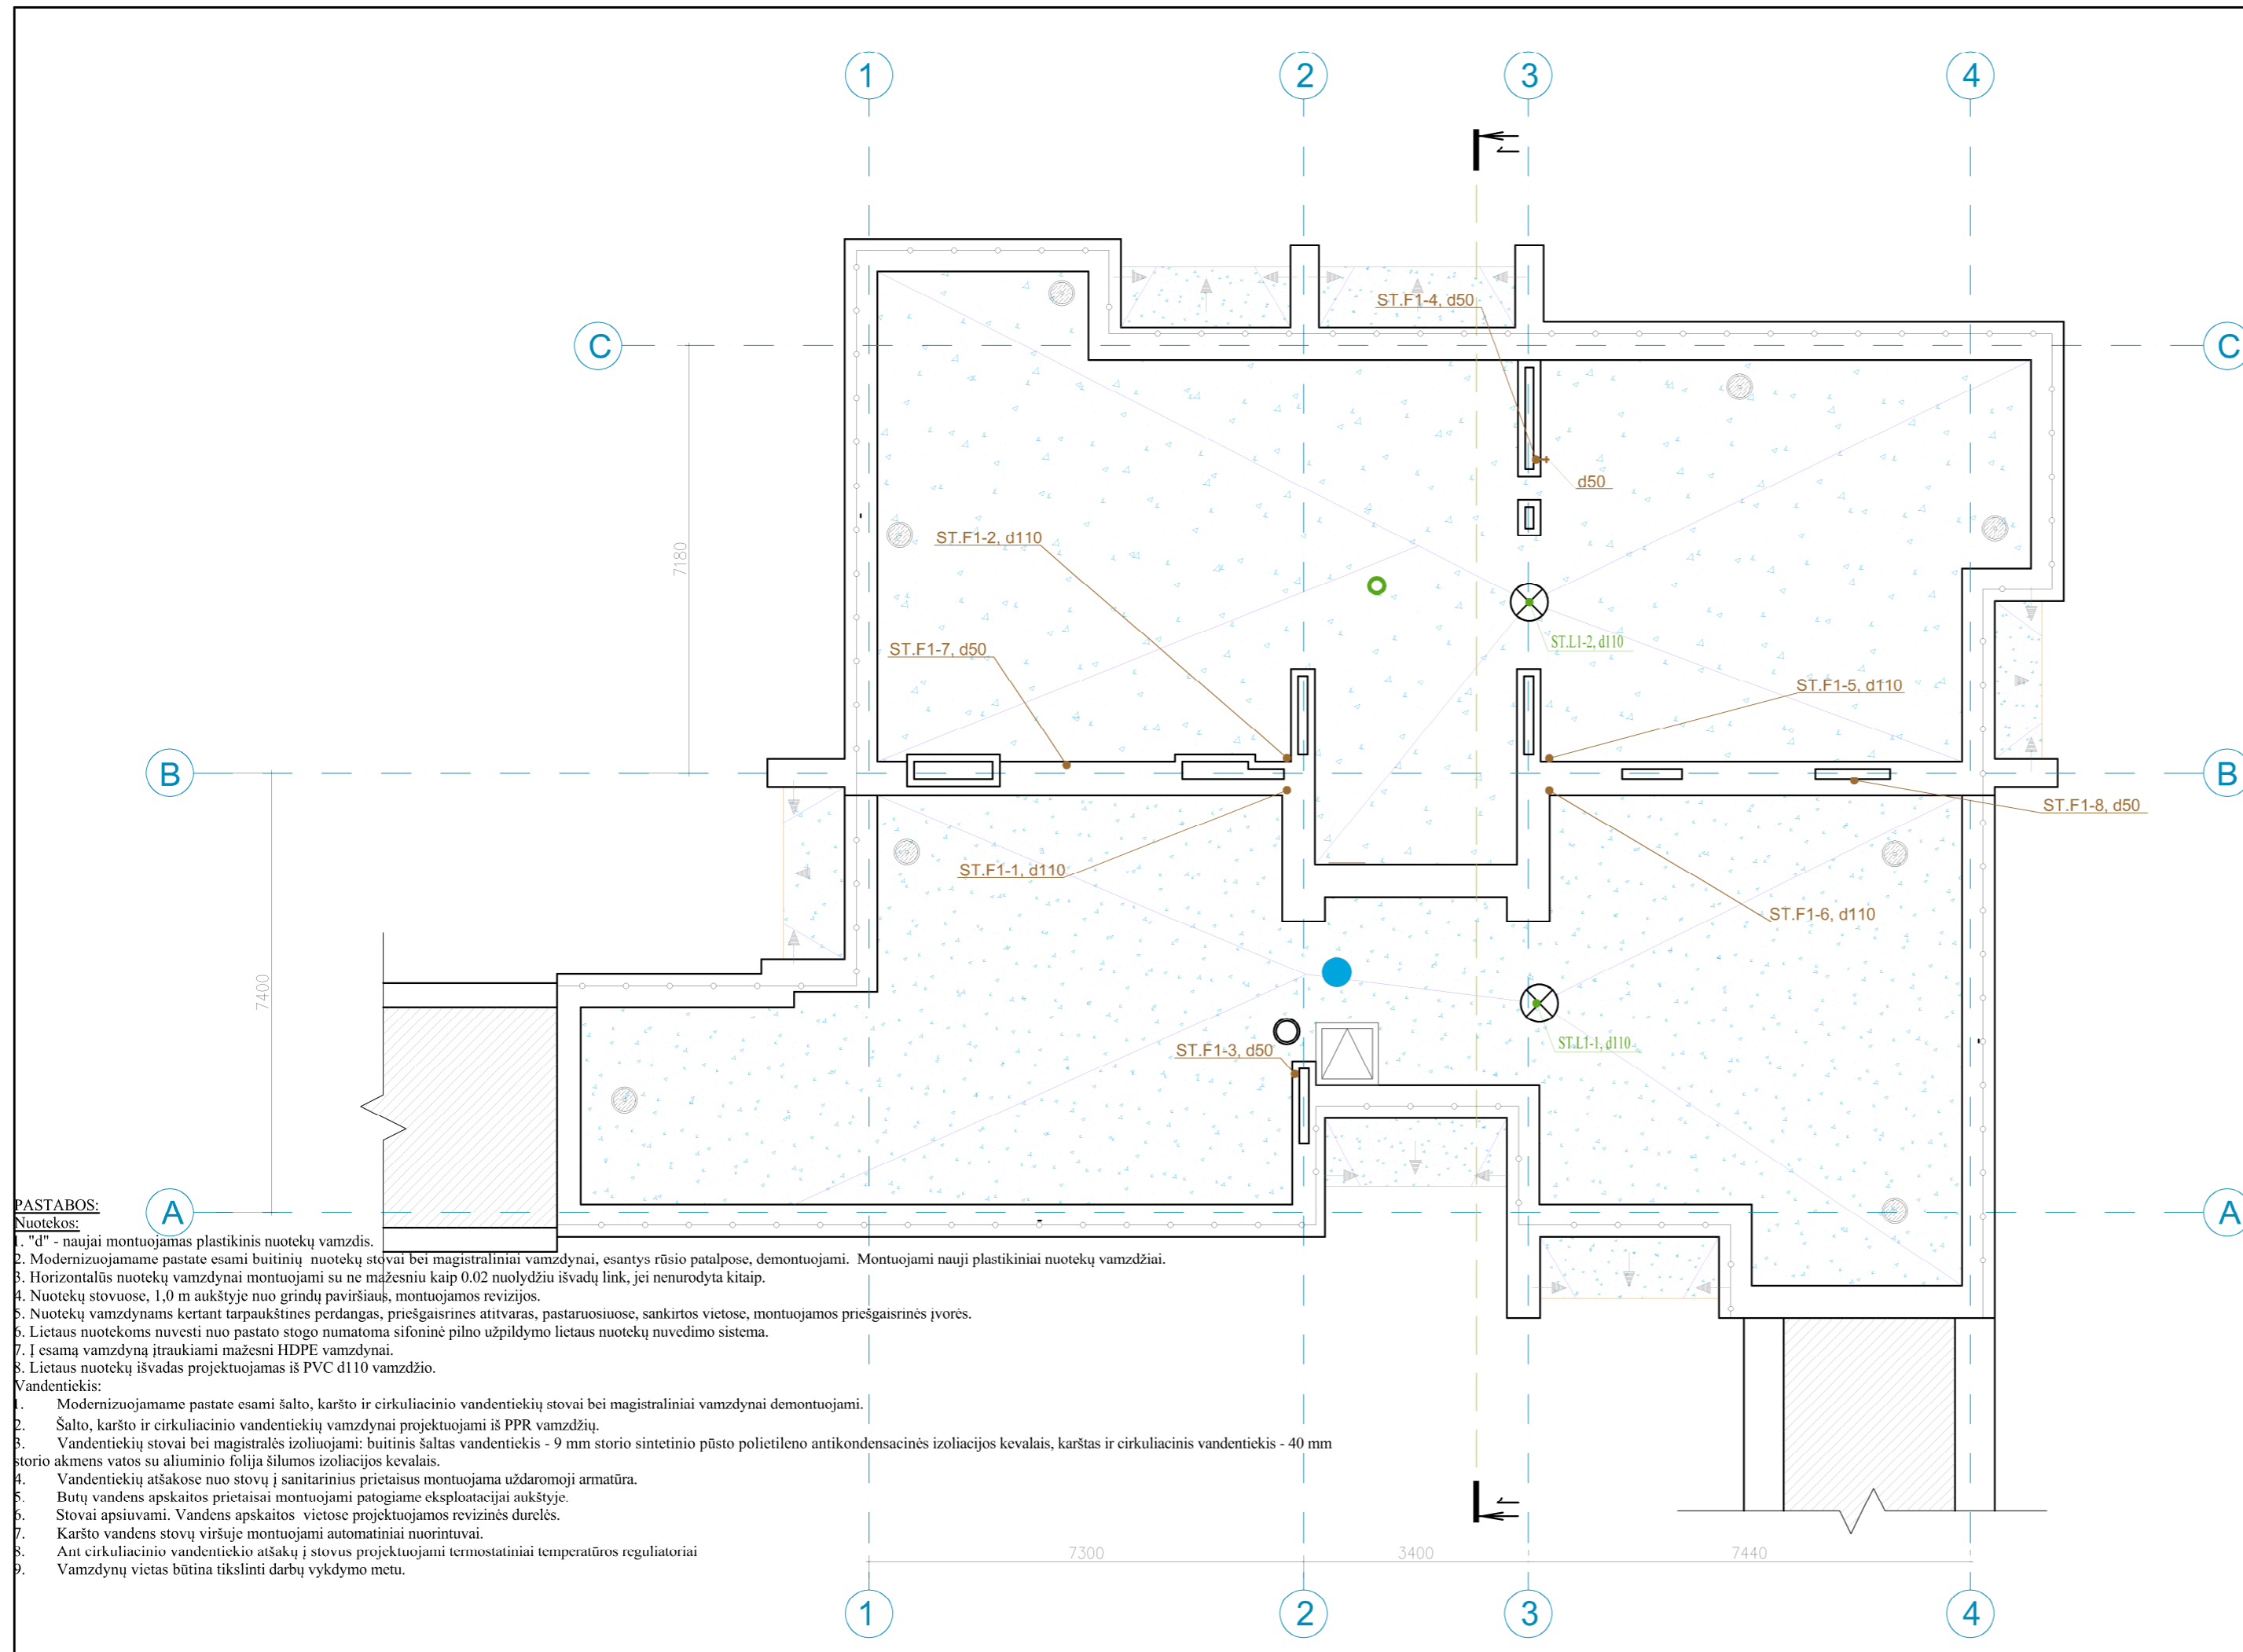 1 2 3 4
C C
ST.F1-4, d50
d50
ST.F1-2, d110
7180
ST.L1-2, d110
ST.F1-7, d50
ST.F1-5, d110
B B
ST.F1-8, d50
ST.F1-1, d110
ST.F1-6, d110
7400
ST.L1-1, d110
ST.F1-3, d50
A A
PASTABOS:
Nuotekos:
1. "d" - naujai montuojamas plastikinis nuotekų vamzdis.
2. Modernizuojamame pastate esami buitinių nuotekų stovai bei magistraliniai vamzdynai, esantys rūsio patalpose, demontuojami. Montuojami nauji plastikiniai nuotekų vamzdžiai.
3. Horizontalūs nuotekų vamzdynai montuojami su ne mažesniu kaip 0.02 nuolydžiu išvadų link, jei nenurodyta kitaip.
4. Nuotekų stovuose, 1,0 m aukštyje nuo grindų paviršiaus, montuojamos revizijos.
5. Nuotekų vamzdynams kertant tarpaukštines perdangas, priešgaisrines atitvaras, pastaruosiuose, sankirtos vietose, montuojamos priešgaisrinės įvorės.
6. Lietaus nuotekoms nuvesti nuo pastato stogo numatoma sifoninė pilno užpildymo lietaus nuotekų nuvedimo sistema.
7. Į esamą vamzdyną įtraukiami mažesni HDPE vamzdynai.
8. Lietaus nuotekų išvadas projektuojamas iš PVC d110 vamzdžio.
Vandentiekis:
1. Modernizuojamame pastate esami šalto, karšto ir cirkuliacinio vandentiekių stovai bei magistraliniai vamzdynai demontuojami.
2. Šalto, karšto ir cirkuliacinio vandentiekių vamzdynai projektuojami iš PPR vamzdžių.
3. Vandentiekių stovai bei magistralės izoliuojami: buitinis šaltas vandentiekis - 9 mm storio sintetinio pūsto polietileno antikondensacinės izoliacijos kevalais, karštas ir cirkuliacinis vandentiekis - 40 mm
storio akmens vatos su aliuminio folija šilumos izoliacijos kevalais.
4. Vandentiekių atšakose nuo stovų į sanitarinius prietaisus montuojama uždaromoji armatūra.
5. Butų vandens apskaitos prietaisai montuojami patogiame eksploatacijai aukštyje.
6. Stovai apsiuvami. Vandens apskaitos vietose projektuojamos revizinės durelės.
7. Karšto vandens stovų viršuje montuojami automatiniai nuorintuvai.
8. Ant cirkuliacinio vandentiekio atšakų į stovus projektuojami termostatiniai temperatūros reguliatoriai
9. Vamzdynų vietas būtina tikslinti darbų vykdymo metu.
7300 3400 7440
1 2 3 4